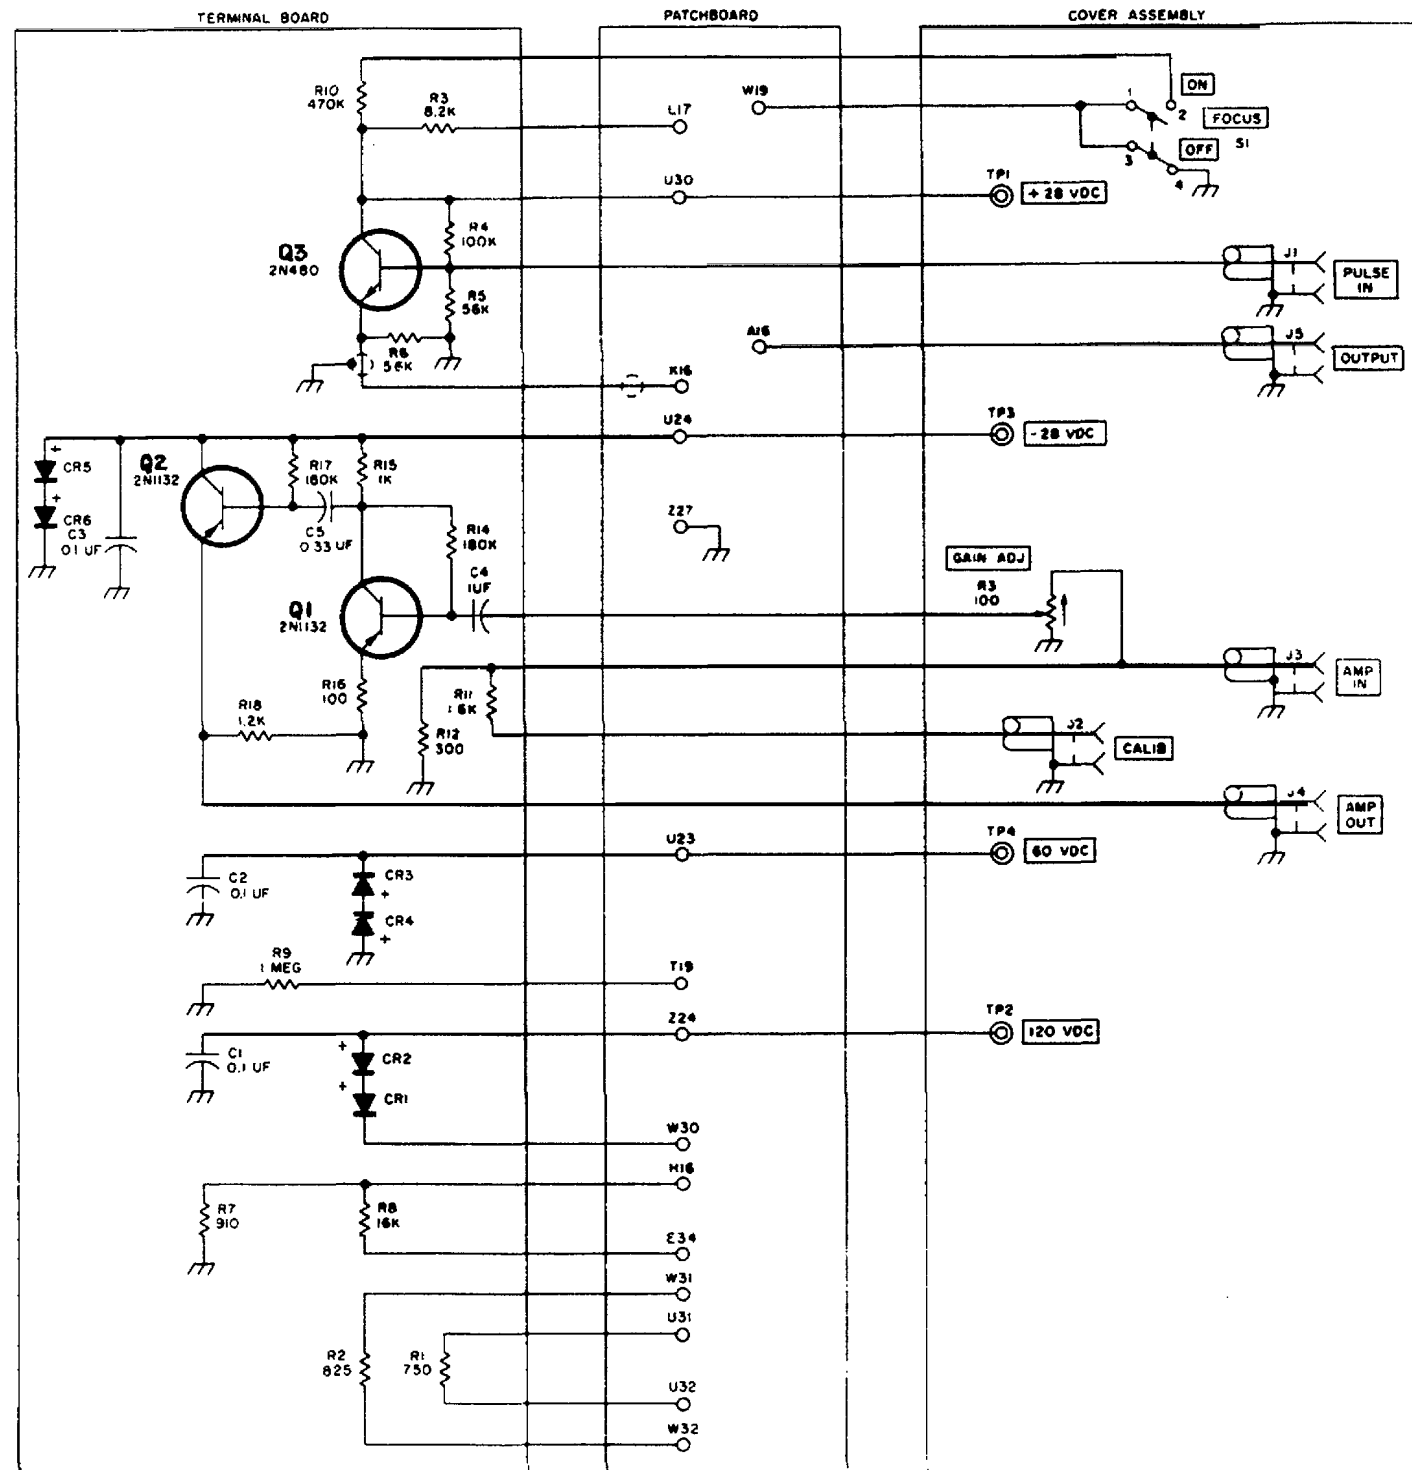 TERMINAL BOARD
PATCHBOARD
COVER ASSEMBLY
R10
470K
R3
8.2K
L17
W19
1
2
ON
FOCUS
S1
3
OFF
4
U30
TP1
+28 VDC
R4
100K
Q3
2N480
R5
56K
R6
56K
J1
PULSE
IN
A16
J5
OUTPUT
K16
U24
TP3
-28 VDC
+
CR5
+
CR6
C3
0.1 UF
Q2
2N1132
R17
180K
R15
1K
C5
0.33 UF
R14
180K
Z27
C4
1UF
Q1
2N1132
GAIN ADJ
R3
100
R16
100
R18
1.2K
R11
1.6K
R12
300
J3
AMP
IN
J2
CALIB
J4
AMP
OUT
U23
TP4
60 VDC
C2
0.1 UF
CR3
+
CR4
+
R9
1 MEG
T19
Z24
TP2
120 VDC
C1
0.1 UF
+
CR2
+
CR1
W30
H16
R7
910
R8
16K
E34
W31
U31
R2
825
R1
750
U32
W32